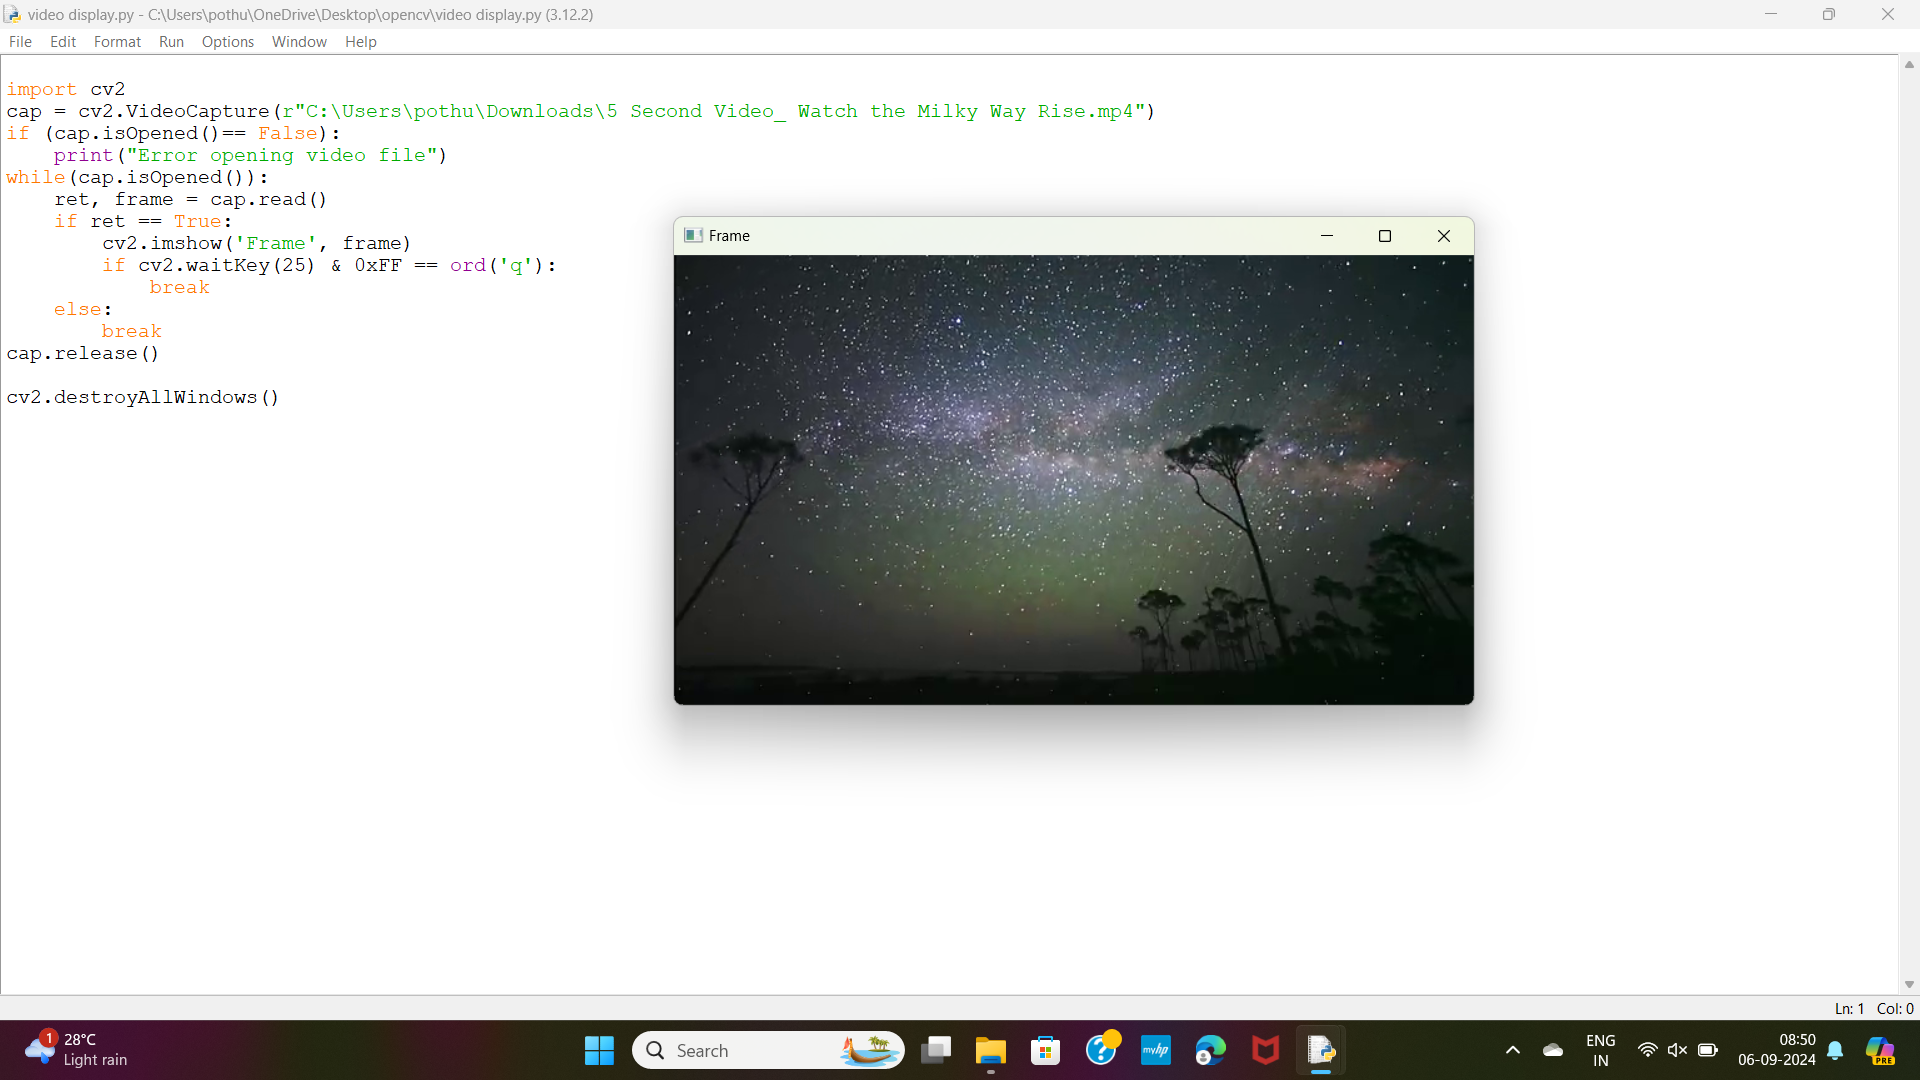 video display.py - C:\Users\pothu\OneDrive\Desktop\opencv\video display.py (3.12.2)
File Edit Format Run Options Window Help
import cv2
cap = cv2.VideoCapture(r"C:\Users\pothu\Downloads\5 Second Video_ Watch the Milky Way Rise.mp4")
if (cap.isOpened()== False):
    print("Error opening video file")
while(cap.isOpened()):
    ret, frame = cap.read()
    if ret == True:
        cv2.imshow('Frame', frame)
        if cv2.waitKey(25) & 0xFF == ord('q'):
            break
    else:
        break
cap.release()
cv2.destroyAllWindows()
Frame
Ln: 1 Col: 0
1
28°C
Light rain
Search
myhp
ENG
IN
08:50
06-09-2024
PRE